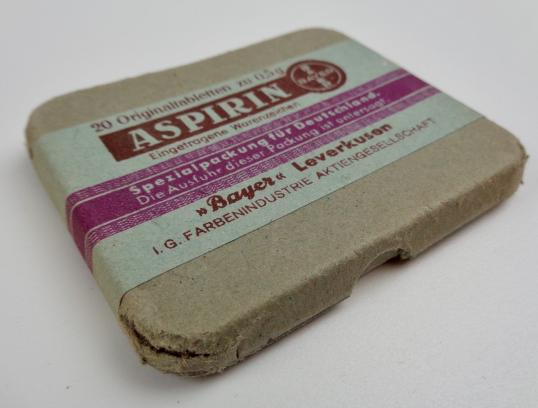 20 Originaltabletten zu 0,5 g
ASPIRIN
BAYER
Eingetragene Warenzeichen
Spezialpackung für Deutschland.
Die Ausfuhr dieser Packung ist untersagt
»Bayer« Leverkusen
I.G. FARBENINDUSTRIE AKTIENGESELLSCHAFT